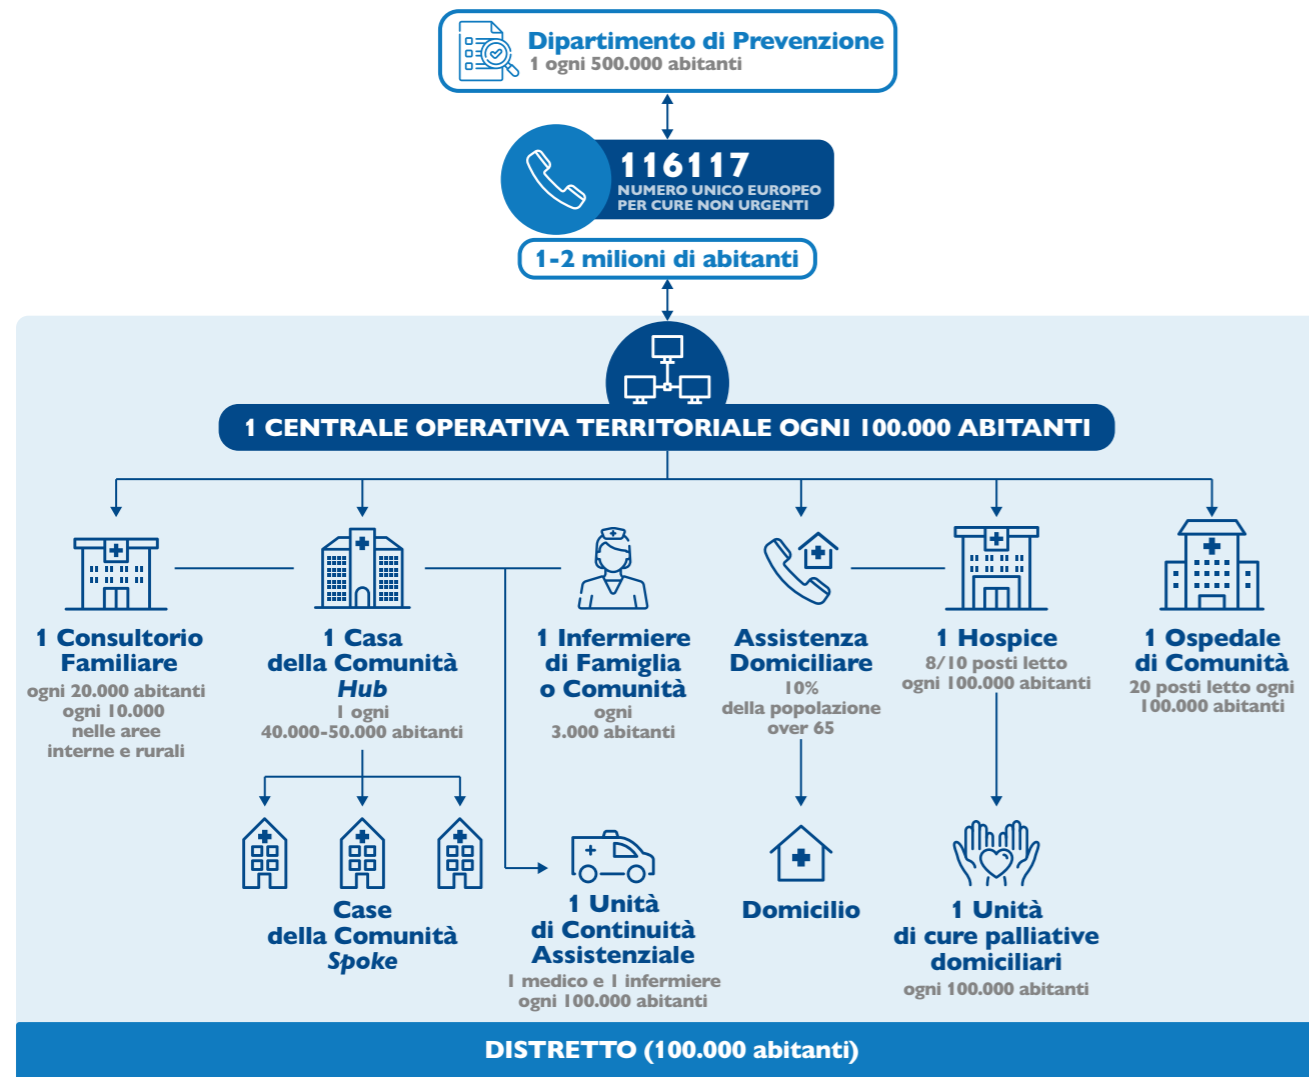 Dipartimento di Prevenzione
1 ogni 500.000 abitanti
116117
NUMERO UNICO EUROPEO
PER CURE NON URGENTI
1-2 milioni di abitanti
1 CENTRALE OPERATIVA TERRITORIALE OGNI 100.000 ABITANTI
1 Consultorio
Familiare
ogni 20.000 abitanti
ogni 10.000
nelle aree
interne e rurali
1 Casa
della Comunità
Hub
1 ogni
40.000-50.000 abitanti
1 Infermiere
di Famiglia
o Comunità
ogni
3.000 abitanti
Assistenza
Domiciliare
10%
della popolazione
over 65
1 Hospice
8/10 posti letto
ogni 100.000 abitanti
1 Ospedale
di Comunità
20 posti letto ogni
100.000 abitanti
Case
della Comunità
Spoke
1 Unità
di Continuità
Assistenziale
1 medico e 1 infermiere
ogni 100.000 abitanti
Domicilio
1 Unità
di cure palliative
domiciliari
ogni 100.000 abitanti
DISTRETTO (100.000 abitanti)